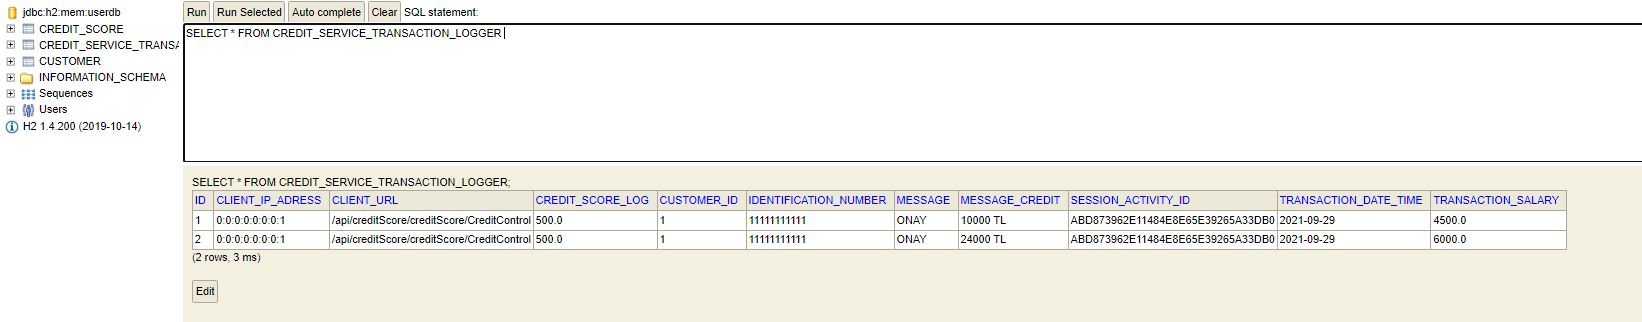 jdbc:h2:mem:userdb
CREDIT_SCORE
CREDIT_SERVICE_TRANSA
CUSTOMER
INFORMATION_SCHEMA
Sequences
Users
H2 1.4.200 (2019-10-14)
Run Run Selected Auto complete Clear SQL statement:
SELECT * FROM CREDIT_SERVICE_TRANSACTION_LOGGER
SELECT * FROM CREDIT_SERVICE_TRANSACTION_LOGGER;
ID CLIENT_IP_ADRESS CLIENT_URL CREDIT_SCORE_LOG CUSTOMER_ID IDENTIFICATION_NUMBER MESSAGE MESSAGE_CREDIT SESSION_ACTIVITY_ID TRANSACTION_DATE_TIME TRANSACTION_SALARY
1 0:0:0:0:0:0:0:1 /api/creditScore/creditScore/CreditControl 500.0 1 11111111111 ONAY 10000 TL ABD873962E11484E8E65E39265A33DB0 2021-09-29 4500.0
2 0:0:0:0:0:0:0:1 /api/creditScore/creditScore/CreditControl 500.0 1 11111111111 ONAY 24000 TL ABD873962E11484E8E65E39265A33DB0 2021-09-29 6000.0
(2 rows, 3 ms)
Edit